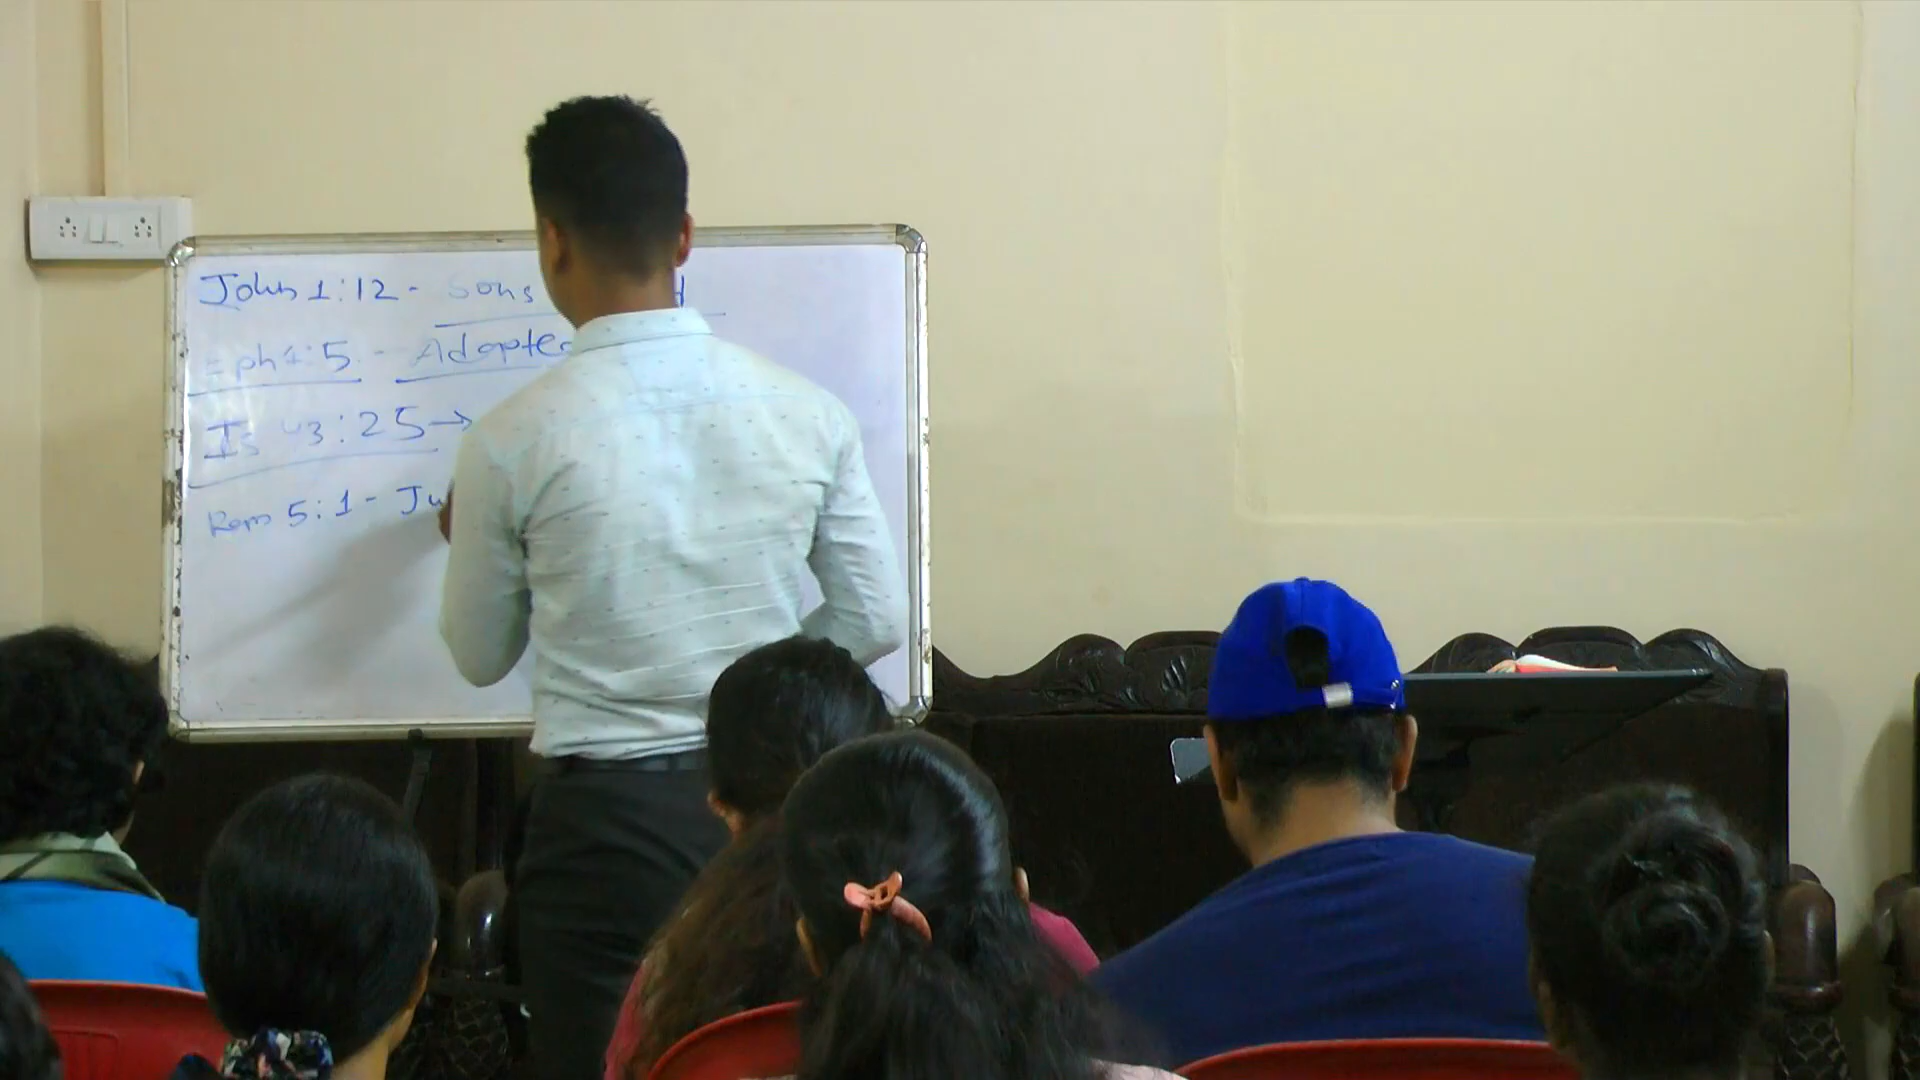 John 1:12 - Sons
Eph 1:5 - Adopted
Is 43:25 →
Rom 5:1 - Ju